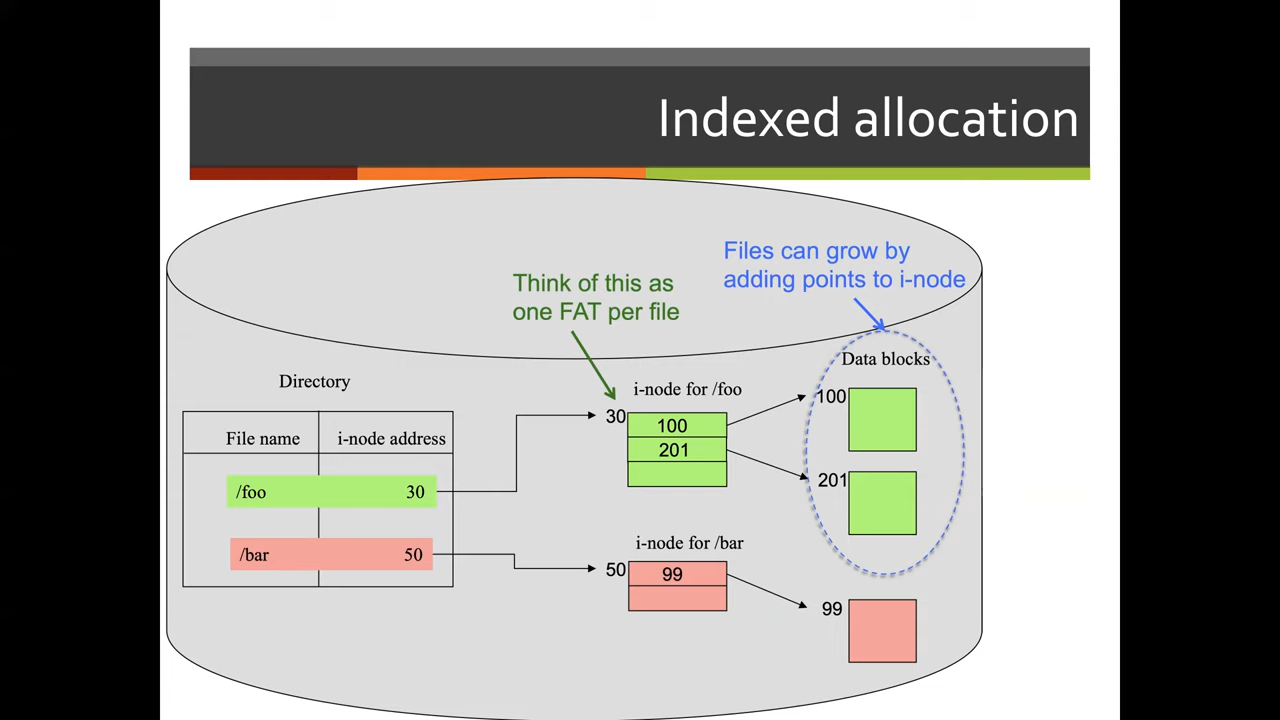 Indexed allocation
Files can grow by
adding points to i-node
Think of this as
one FAT per file
Data blocks
Directory
i-node for /foo
File name
i-node address
30
100
201
100
201
/foo
30
/bar
50
i-node for /bar
50
99
99